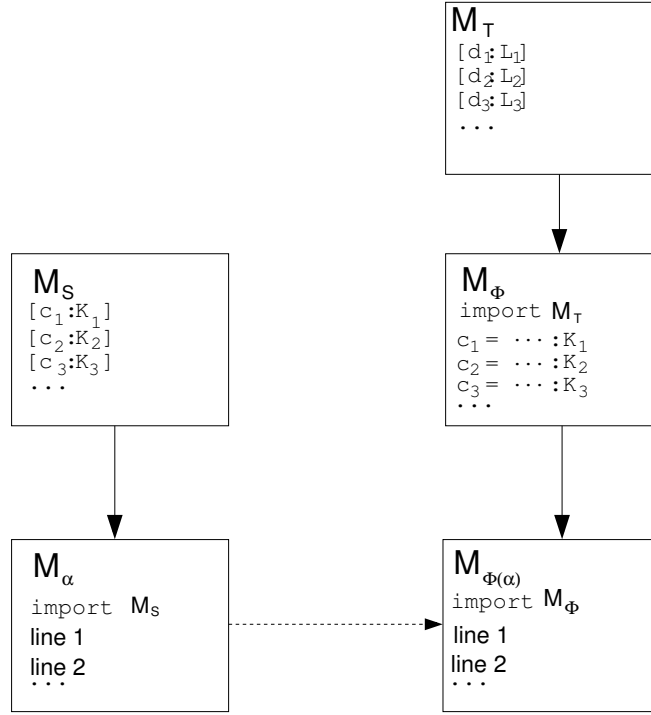 M_T
[d_1:L_1]
[d_2:L_2]
[d_3:L_3]
...
M_S
[c_1:K_1]
[c_2:K_2]
[c_3:K_3]
...
M_Φ
import M_T
c_1 = ... :K_1
c_2 = ... :K_2
c_3 = ... :K_3
...
M_α
import M_S
line 1
line 2
...
M_Φ(α)
import M_Φ
line 1
line 2
...